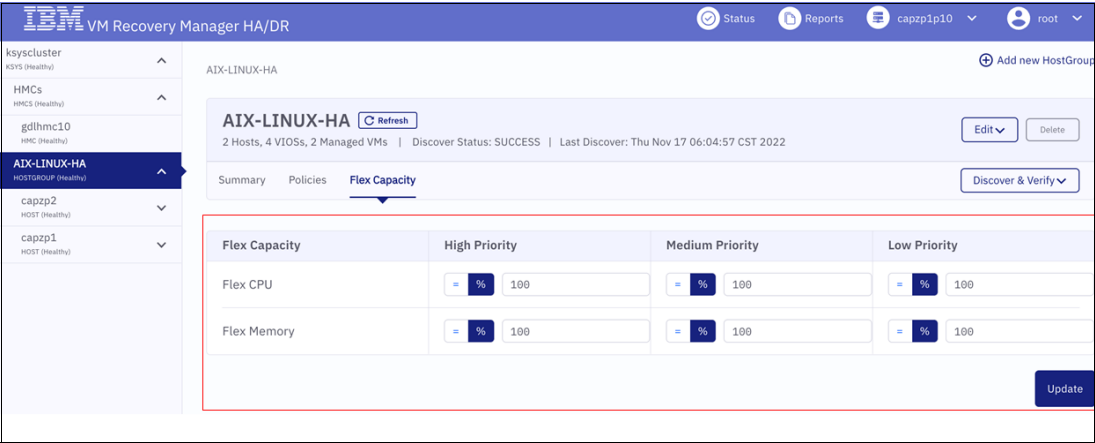 IBM VM Recovery Manager HA/DR
Status
Reports
capzp1p10
root
ksyscluster
KSYS (Healthy)
HMCs
HMCS (Healthy)
gdlhmc10
HMC (Healthy)
AIX-LINUX-HA
HOSTGROUP (Healthy)
capzp2
HOST (Healthy)
capzp1
HOST (Healthy)
AIX-LINUX-HA
Add new HostGroup
AIX-LINUX-HA Refresh
2 Hosts, 4 VIOSs, 2 Managed VMs | Discover Status: SUCCESS | Last Discover: Thu Nov 17 06:04:57 CST 2022
Edit
Delete
Summary Policies Flex Capacity
Discover & Verify
Flex Capacity High Priority Medium Priority Low Priority
Flex CPU = % 100 = % 100 = % 100
Flex Memory = % 100 = % 100 = % 100
Update